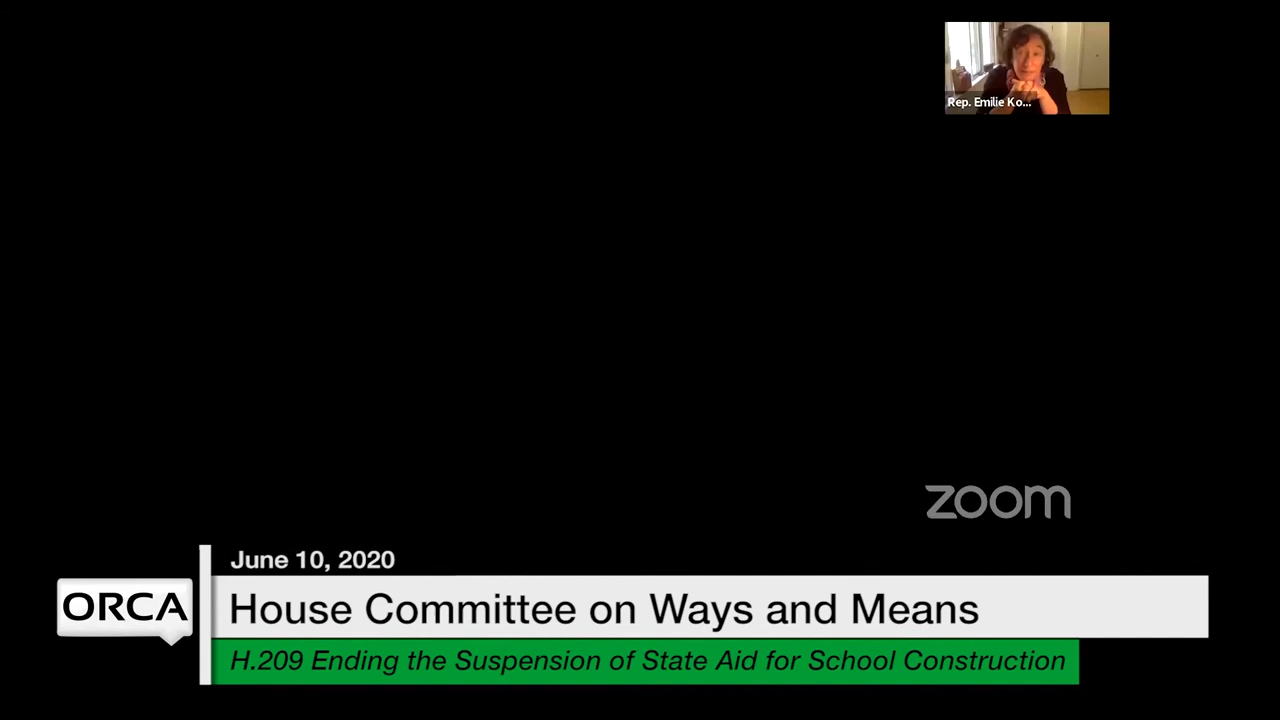 Rep. Emilie Ko...
zoom
June 10, 2020
ORCA
House Committee on Ways and Means
H.209 Ending the Suspension of State Aid for School Construction